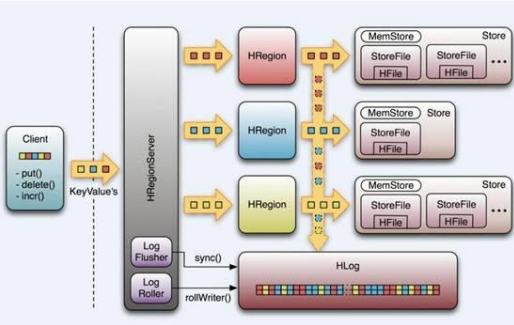 Client
- put()
- delete()
- incr()
KeyValue's
HRegionServer
Log
Flusher
Log
Roller
sync()
rollWriter()
HRegion
MemStore
Store
StoreFile
HFile
StoreFile
HFile
...
HRegion
MemStore
Store
StoreFile
HFile
HRegion
MemStore
Store
StoreFile
HFile
StoreFile
HFile
...
HLog